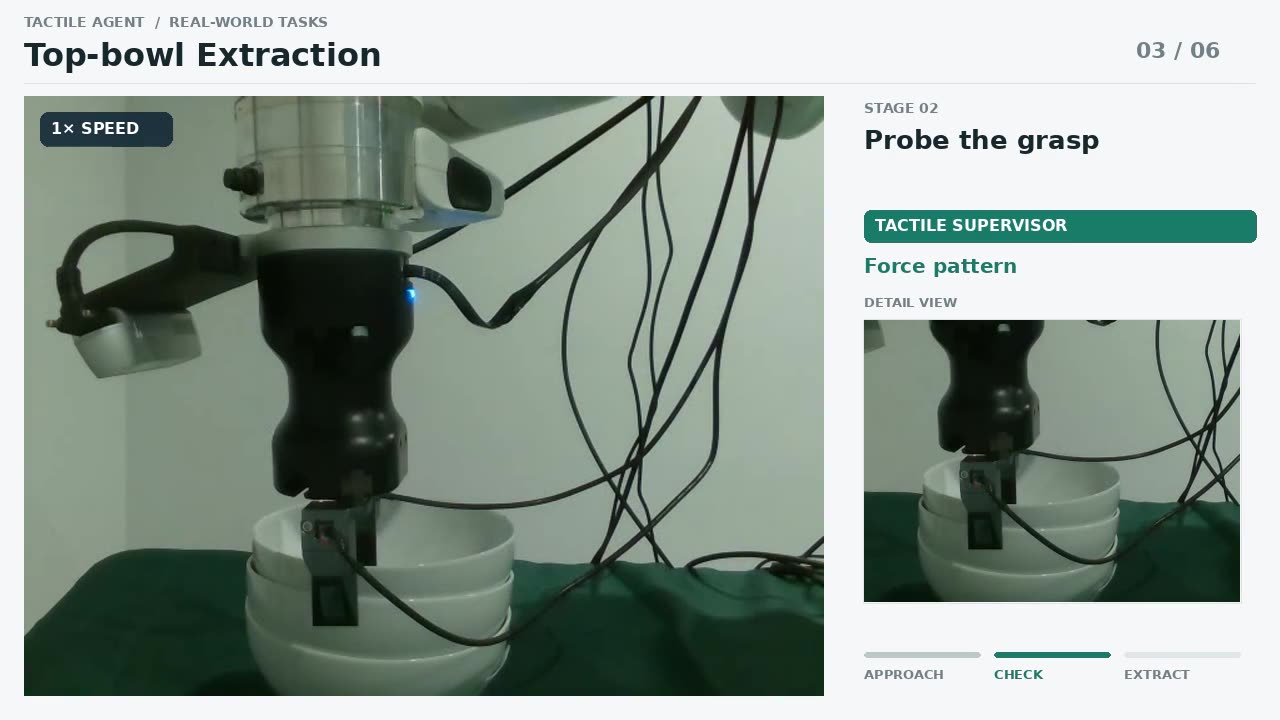 TACTILE AGENT / REAL-WORLD TASKS
Top-bowl Extraction
03 / 06
1× SPEED
STAGE 02
Probe the grasp
TACTILE SUPERVISOR
Force pattern
DETAIL VIEW
APPROACH
CHECK
EXTRACT